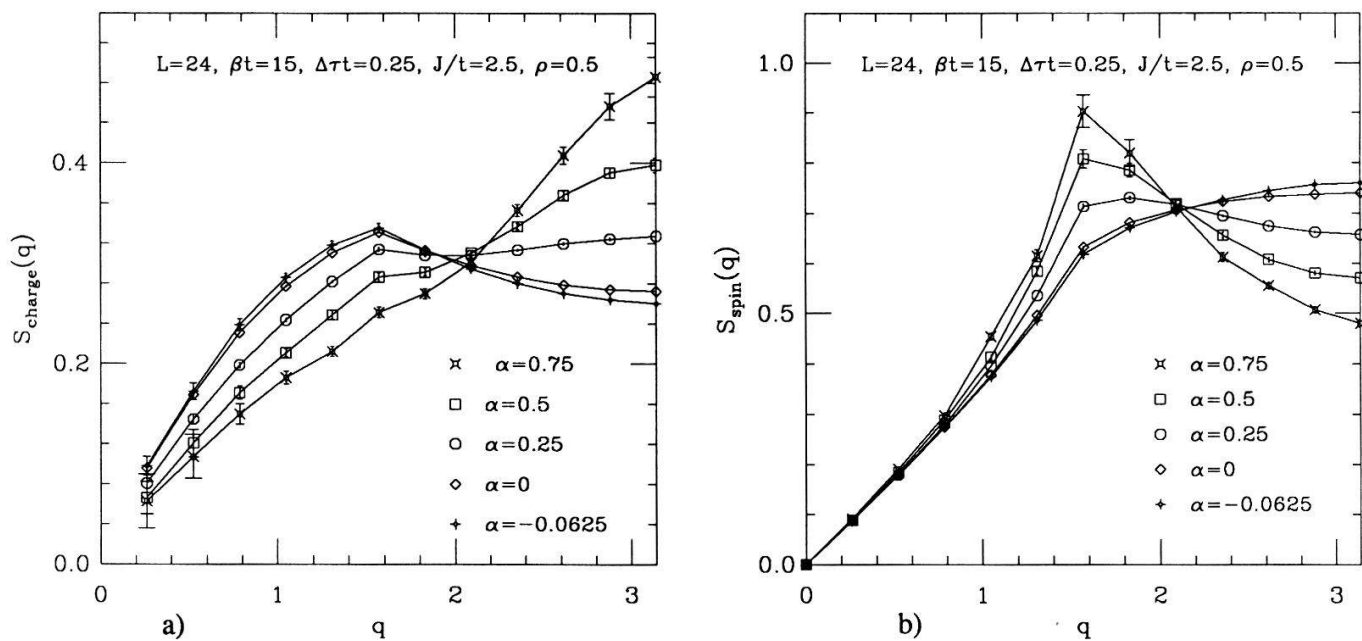 L=24, βt=15, Δτt=0.25, J/t=2.5, ρ=0.5
S_charge(q)
0.4
0.2
0.0
α=0.75
α=0.5
α=0.25
α=0
α=−0.0625
0 1 2 3
a) q
L=24, βt=15, Δτt=0.25, J/t=2.5, ρ=0.5
S_spin(q)
1.0
0.5
0.0
α=0.75
α=0.5
α=0.25
α=0
α=−0.0625
0 1 2 3
b) q